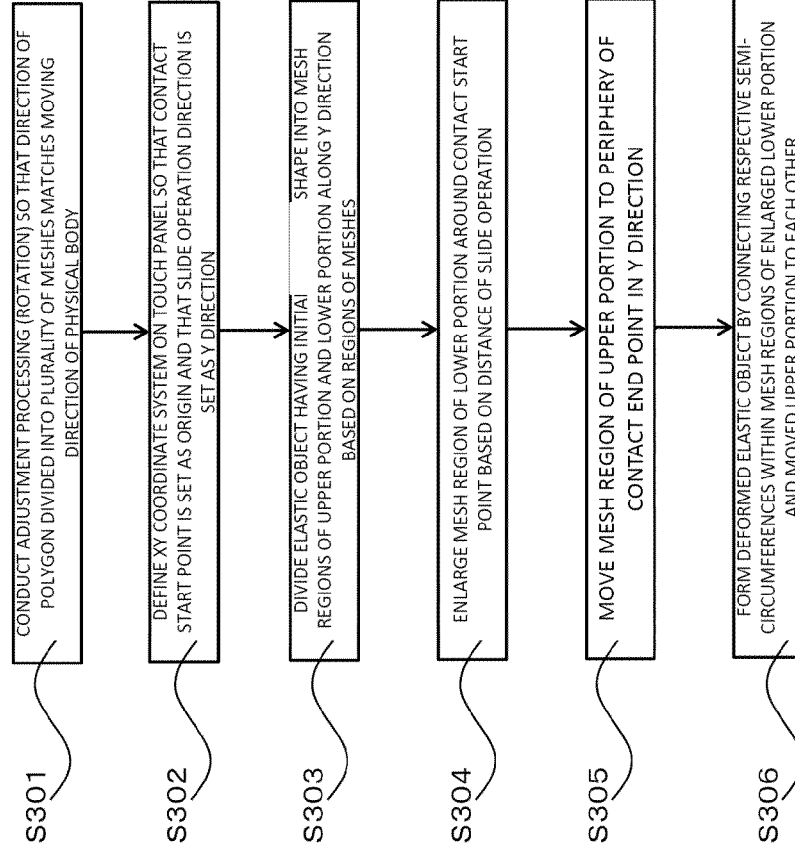 S301
CONDUCT ADJUSTMENT PROCESSING (ROTATION) SO THAT DIRECTION OF
POLYGON DIVIDED INTO PLURALITY OF MESHES MATCHES MOVING
DIRECTION OF PHYSICAL BODY
S302
DEFINE XY COORDINATE SYSTEM ON TOUCH PANEL SO THAT CONTACT
START POINT IS SET AS ORIGIN AND THAT SLIDE OPERATION DIRECTION IS
SET AS Y DIRECTION
S303
DIVIDE ELASTIC OBJECT HAVING INITIAL SHAPE INTO MESH
REGIONS OF UPPER PORTION AND LOWER PORTION ALONG Y DIRECTION
BASED ON REGIONS OF MESHES
S304
ENLARGE MESH REGION OF LOWER PORTION AROUND CONTACT START
POINT BASED ON DISTANCE OF SLIDE OPERATION
S305
MOVE MESH REGION OF UPPER PORTION TO PERIPHERY OF
CONTACT END POINT IN Y DIRECTION
S306
FORM DEFORMED ELASTIC OBJECT BY CONNECTING RESPECTIVE SEMI-
CIRCUMFERENCES WITHIN MESH REGIONS OF ENLARGED LOWER PORTION
AND MOVED UPPER PORTION TO EACH OTHER